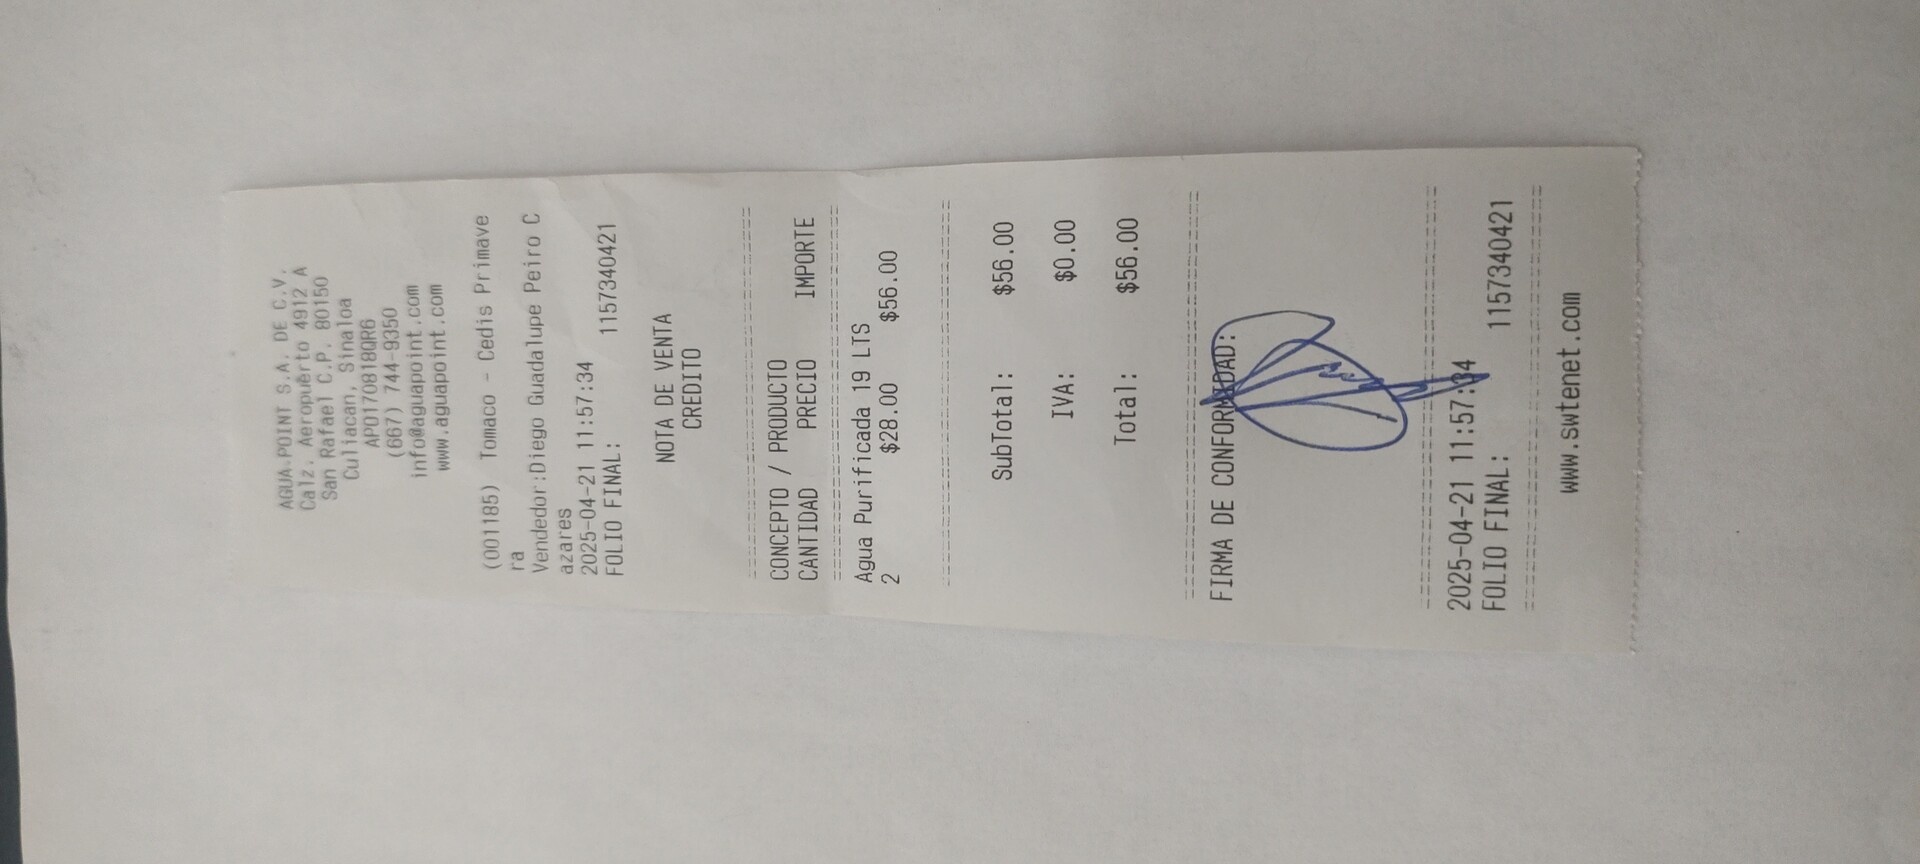 AGUA POINT S.A. DE C.V.
Calz. Aeropuerto 4912 A
San Rafael C.P. 80150
Culiacan, Sinaloa
APO170818QR6
(667) 744-9350
info@aguapoint.com
www.aguapoint.com
(001185) Tomaco - Cedis Primave
ra
Vendedor:Diego Guadalupe Peiro C
azares
2025-04-21 11:57:34
FOLIO FINAL: 1157340421
NOTA DE VENTA
CREDITO
CONCEPTO / PRODUCTO
CANTIDAD PRECIO IMPORTE
Agua Purificada 19 LTS
2 $28.00 $56.00
SubTotal: $56.00
IVA: $0.00
Total: $56.00
FIRMA DE CONFORMIDAD:
2025-04-21 11:57:34
FOLIO FINAL: 1157340421
www.swtenet.com